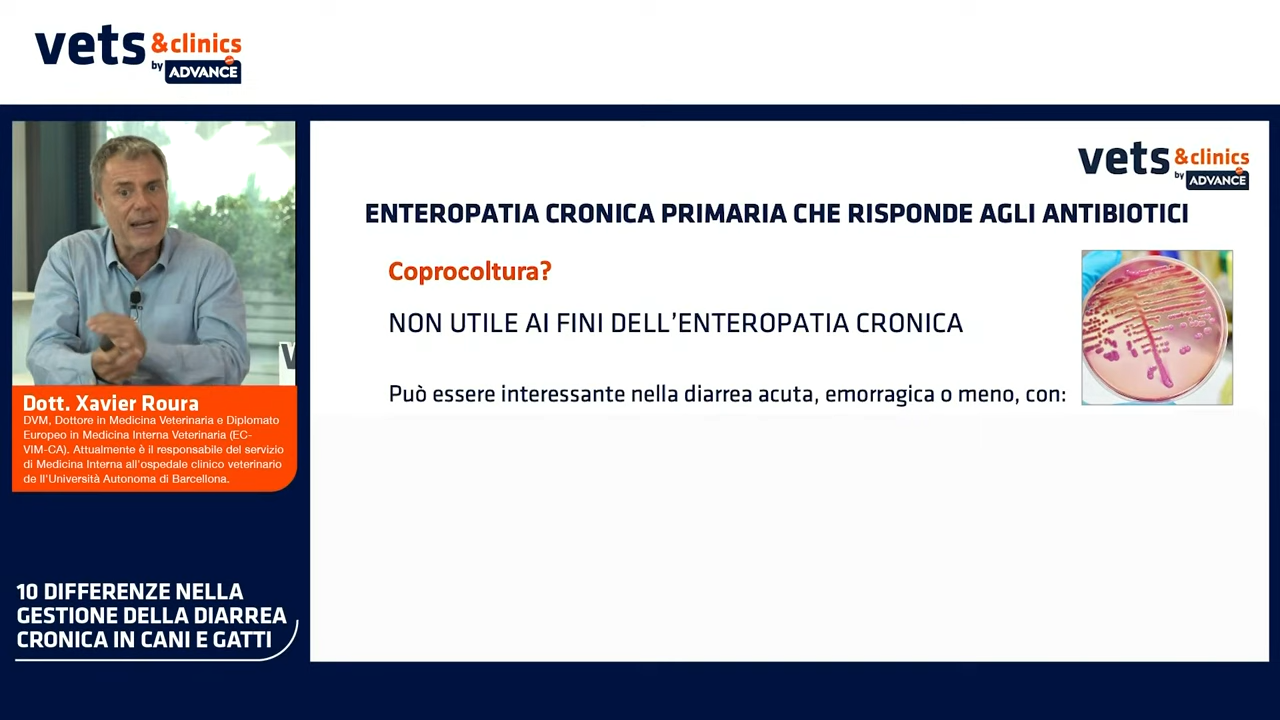 vets &clinics
by ADVANCE
vets &clinics
by ADVANCE
ENTEROPATIA CRONICA PRIMARIA CHE RISPONDE AGLI ANTIBIOTICI
Coprocoltura?
NON UTILE AI FINI DELL'ENTEROPATIA CRONICA
Può essere interessante nella diarrea acuta, emorragica o meno, con:
Dott. Xavier Roura
DVM, Dottore in Medicina Veterinaria e Diplomato
Europeo in Medicina Interna Veterinaria (EC-
VIM-CA). Attualmente è il responsabile del servizio
di Medicina Interna all'ospedale clinico veterinario
de ll'Università Autonoma di Barcellona.
10 DIFFERENZE NELLA
GESTIONE DELLA DIARREA
CRONICA IN CANI E GATTI